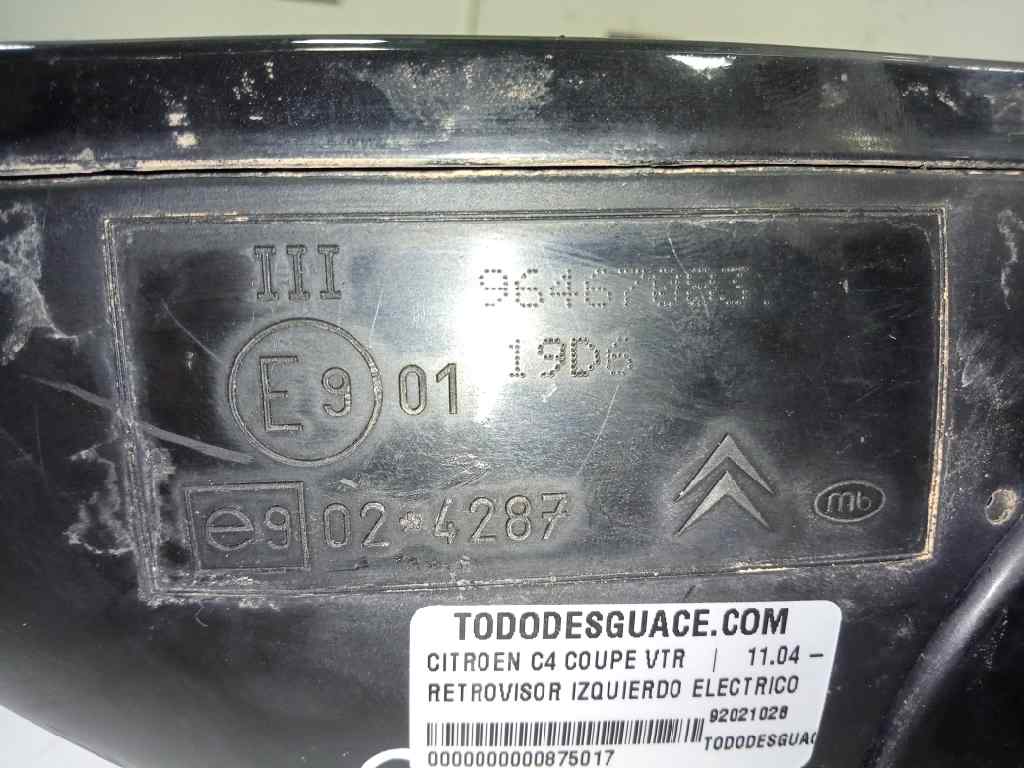 III
19D6
E 9 01
e 9 02*4287
mb
TODODESGUACE.COM
CITROEN C4 COUPE VTR | 11.04 -
RETROVISOR IZQUIERDO ELECTRICO
92021028
0000000000875017